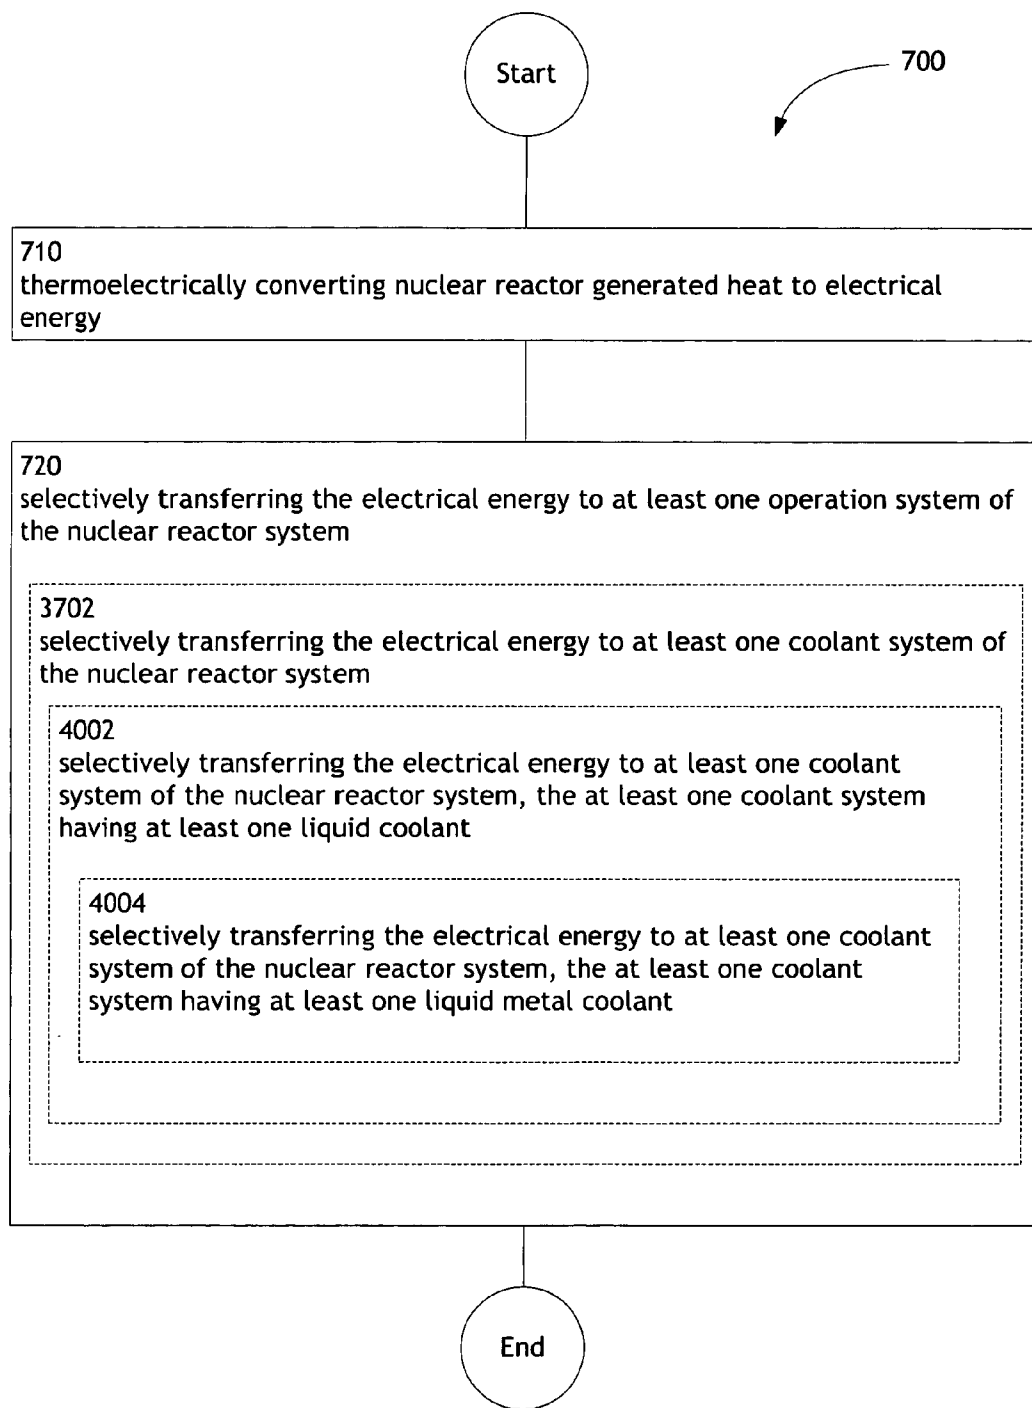 Start
700
710
thermoelectrically converting nuclear reactor generated heat to electrical
energy
720
selectively transferring the electrical energy to at least one operation system of
the nuclear reactor system
3702
selectively transferring the electrical energy to at least one coolant system of
the nuclear reactor system
4002
selectively transferring the electrical energy to at least one coolant
system of the nuclear reactor system, the at least one coolant system
having at least one liquid coolant
4004
selectively transferring the electrical energy to at least one coolant
system of the nuclear reactor system, the at least one coolant
system having at least one liquid metal coolant
End